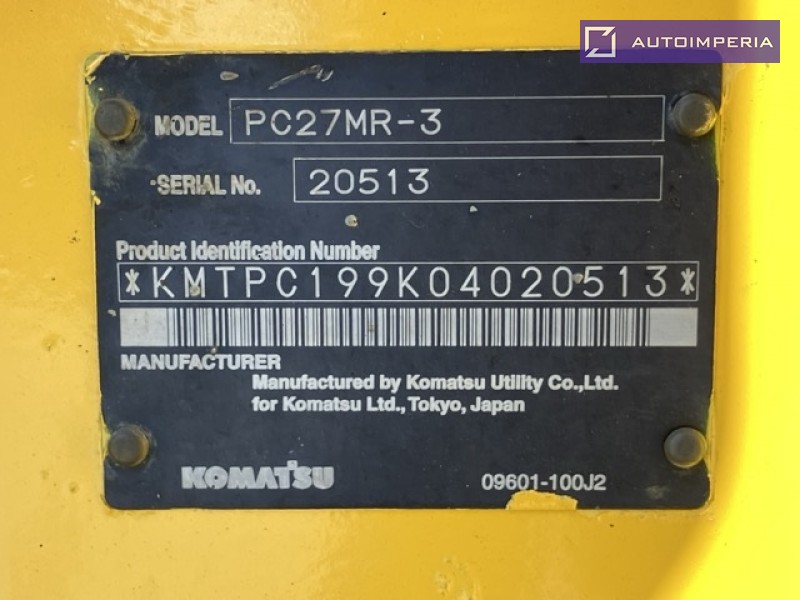 AUTOIMPERIA
MODEL PC27MR-3
SERIAL No. 20513
Product Identification Number
*KMTPC199K04020513*
MANUFACTURER
Manufactured by Komatsu Utility Co.,Ltd.
for Komatsu Ltd., Tokyo, Japan
KOMATSU 09601-100J2